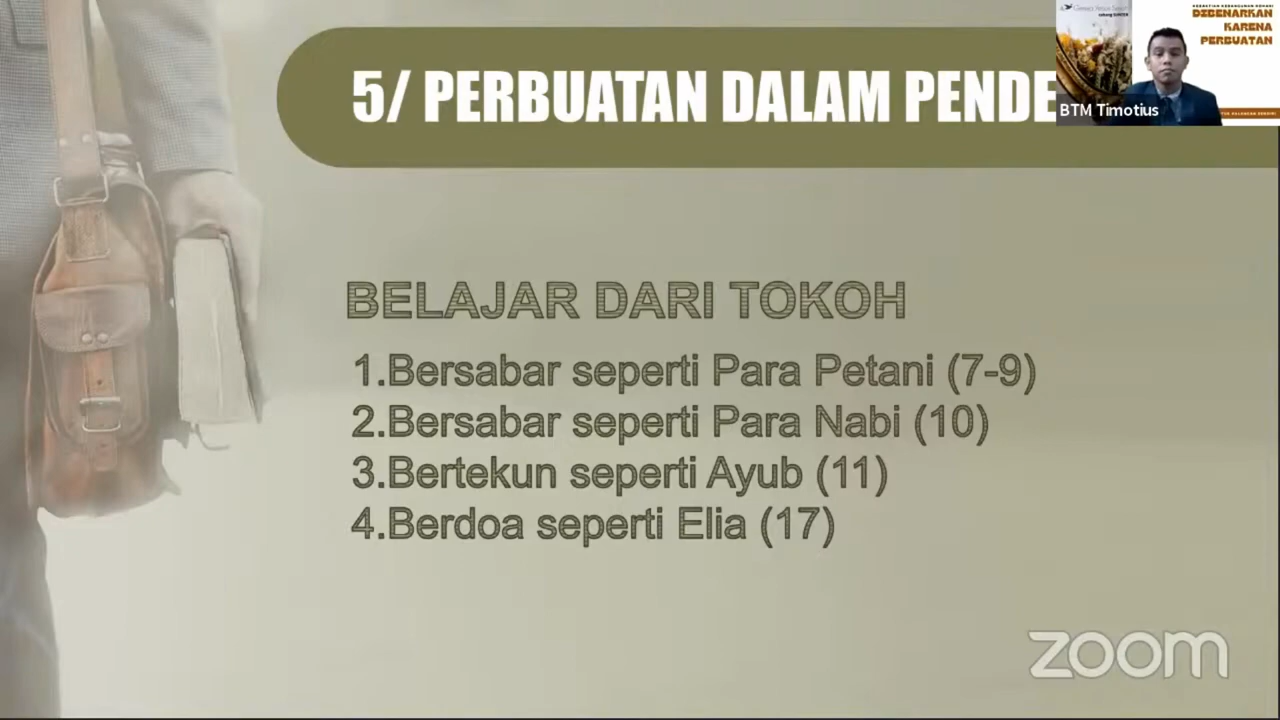 5/ PERBUATAN DALAM PENDE
DIBENARKAN
KARENA
PERBUATAN
BTM Timotius
BELAJAR DARI TOKOH
1.Bersabar seperti Para Petani (7-9)
2.Bersabar seperti Para Nabi (10)
3.Bertekun seperti Ayub (11)
4.Berdoa seperti Elia (17)
zoom